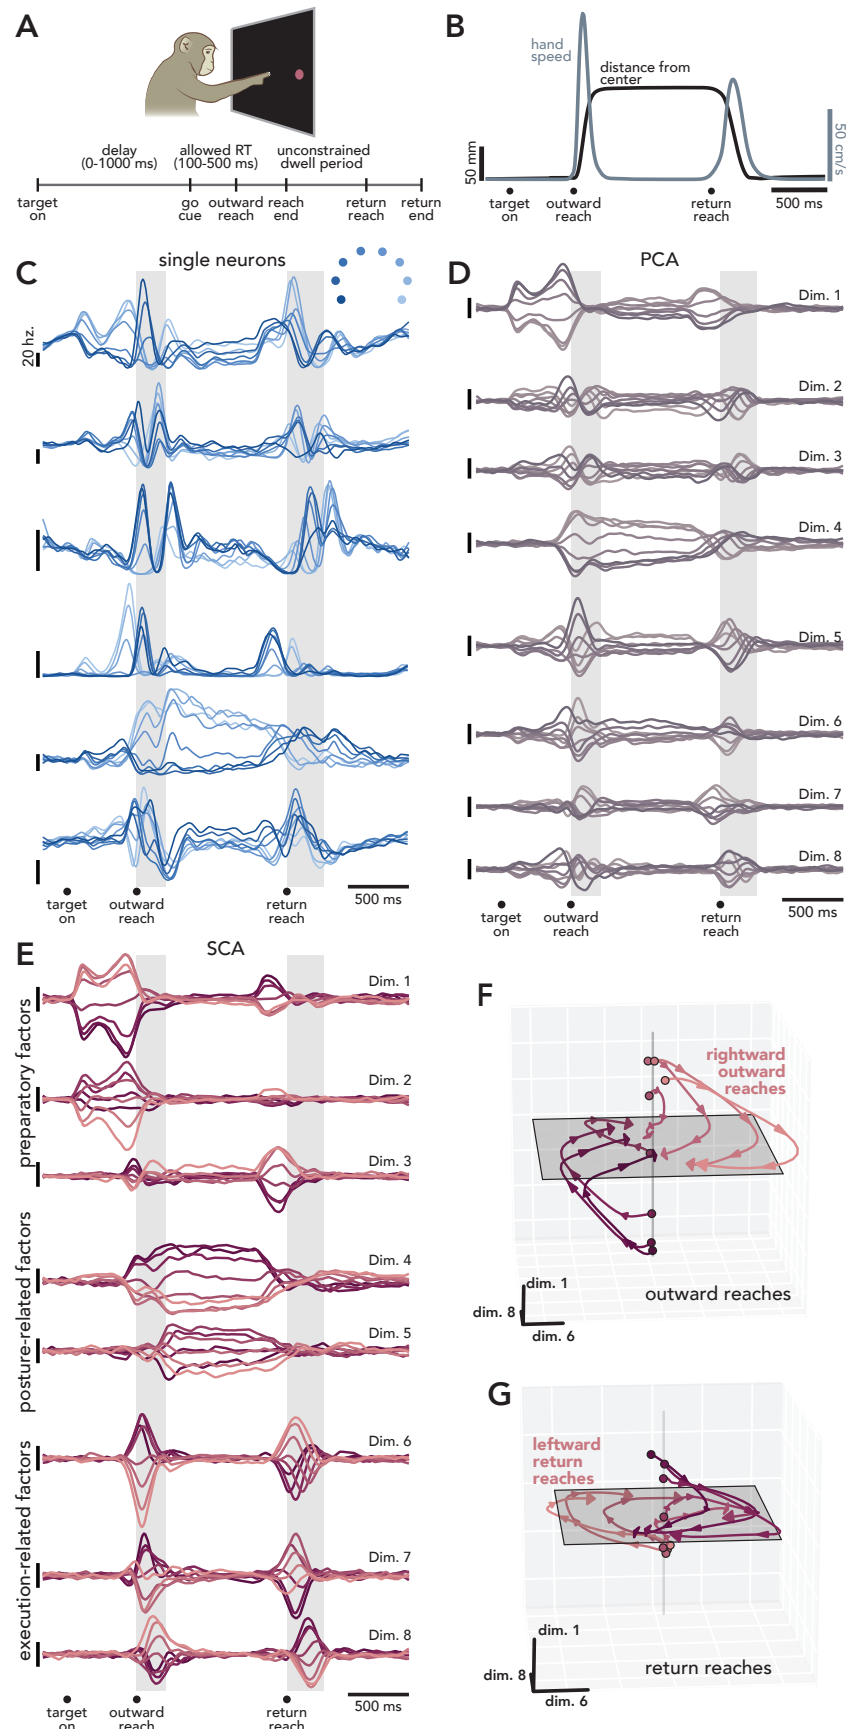 A
delay
(0-1000 ms)
allowed RT
(100-500 ms)
unconstrained
dwell period
target
on
go
cue
outward
reach
reach
end
return
reach
return
end
B
hand
speed
distance from
center
50 mm
50 cm/s
target
on
outward
reach
return
reach
500 ms
C
single neurons
20 hz.
target
on
outward
reach
return
reach
500 ms
D
PCA
Dim. 1
Dim. 2
Dim. 3
Dim. 4
Dim. 5
Dim. 6
Dim. 7
Dim. 8
target
on
outward
reach
return
reach
500 ms
E
SCA
preparatory factors
Dim. 1
Dim. 2
Dim. 3
posture-related factors
Dim. 4
Dim. 5
execution-related factors
Dim. 6
Dim. 7
Dim. 8
target
on
outward
reach
return
reach
500 ms
F
rightward
outward
reaches
dim. 1
dim. 8
dim. 6
outward reaches
G
leftward
return
reaches
dim. 1
dim. 8
dim. 6
return reaches